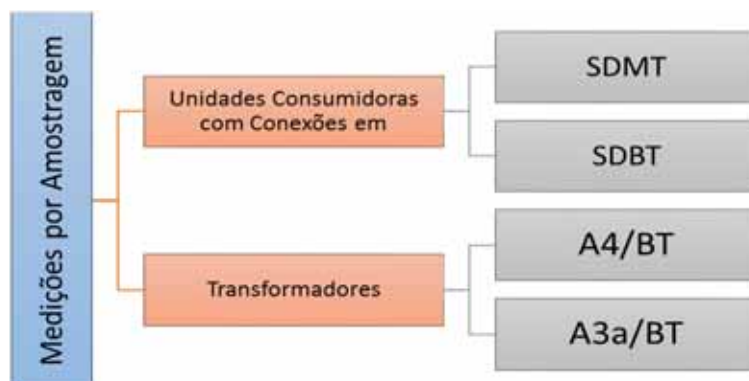 Medições por Amostragem
Unidades Consumidoras
com Conexões em
SDMT
SDBT
Transformadores
A4/BT
A3a/BT